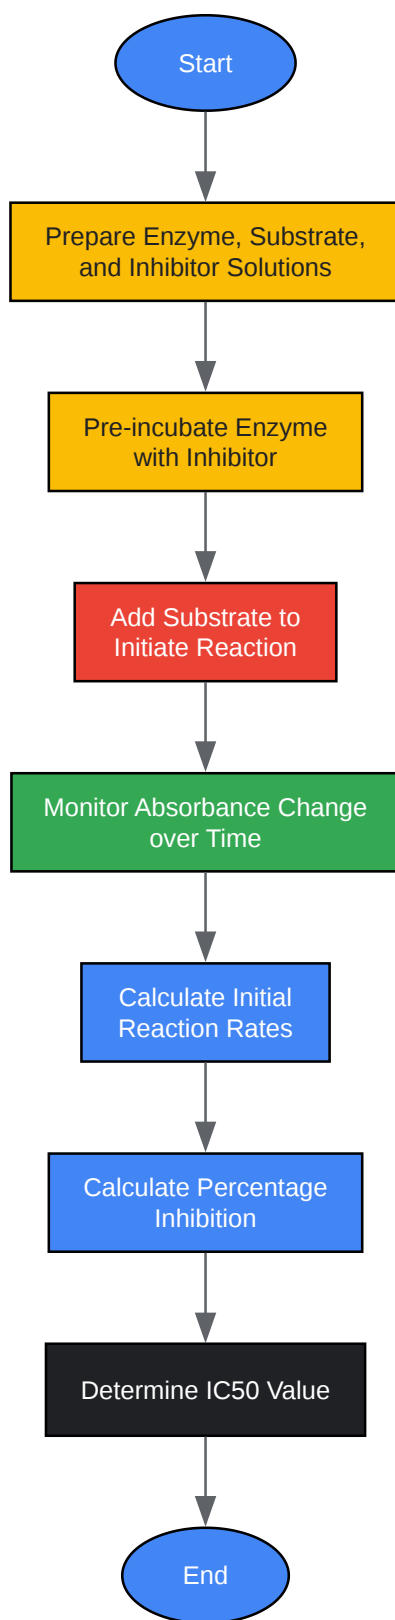 Start
Prepare Enzyme, Substrate,
and Inhibitor Solutions
Pre-incubate Enzyme
with Inhibitor
Add Substrate to
Initiate Reaction
Monitor Absorbance Change
over Time
Calculate Initial
Reaction Rates
Calculate Percentage
Inhibition
Determine IC50 Value
End